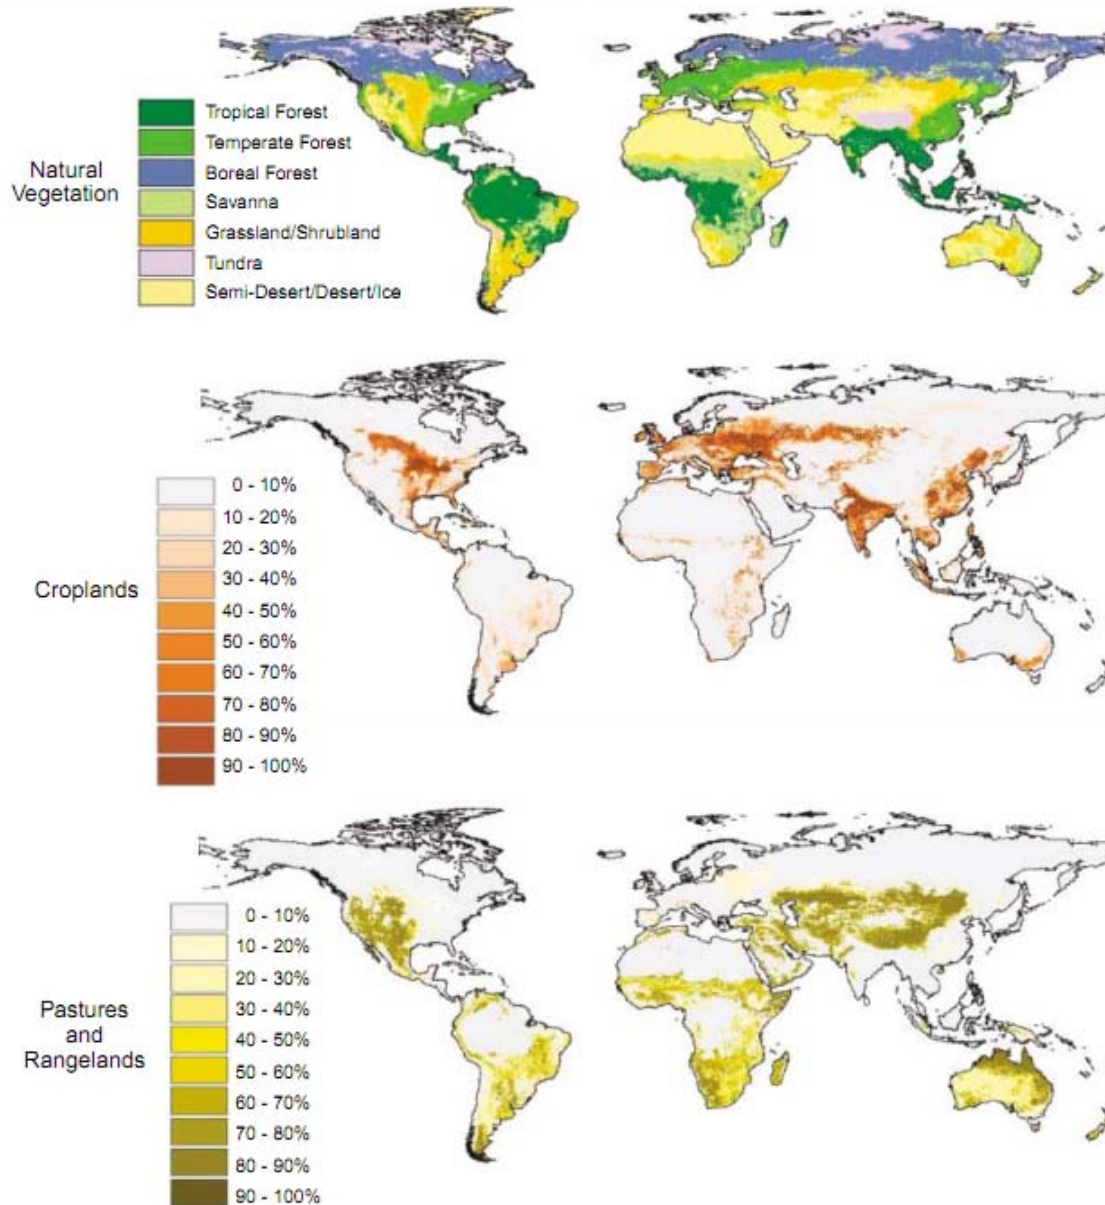 Natural
Vegetation
Tropical Forest
Temperate Forest
Boreal Forest
Savanna
Grassland/Shrubland
Tundra
Semi-Desert/Desert/Ice
Croplands
0 - 10%
10 - 20%
20 - 30%
30 - 40%
40 - 50%
50 - 60%
60 - 70%
70 - 80%
80 - 90%
90 - 100%
Pastures
and
Rangelands
0 - 10%
10 - 20%
20 - 30%
30 - 40%
40 - 50%
50 - 60%
60 - 70%
70 - 80%
80 - 90%
90 - 100%